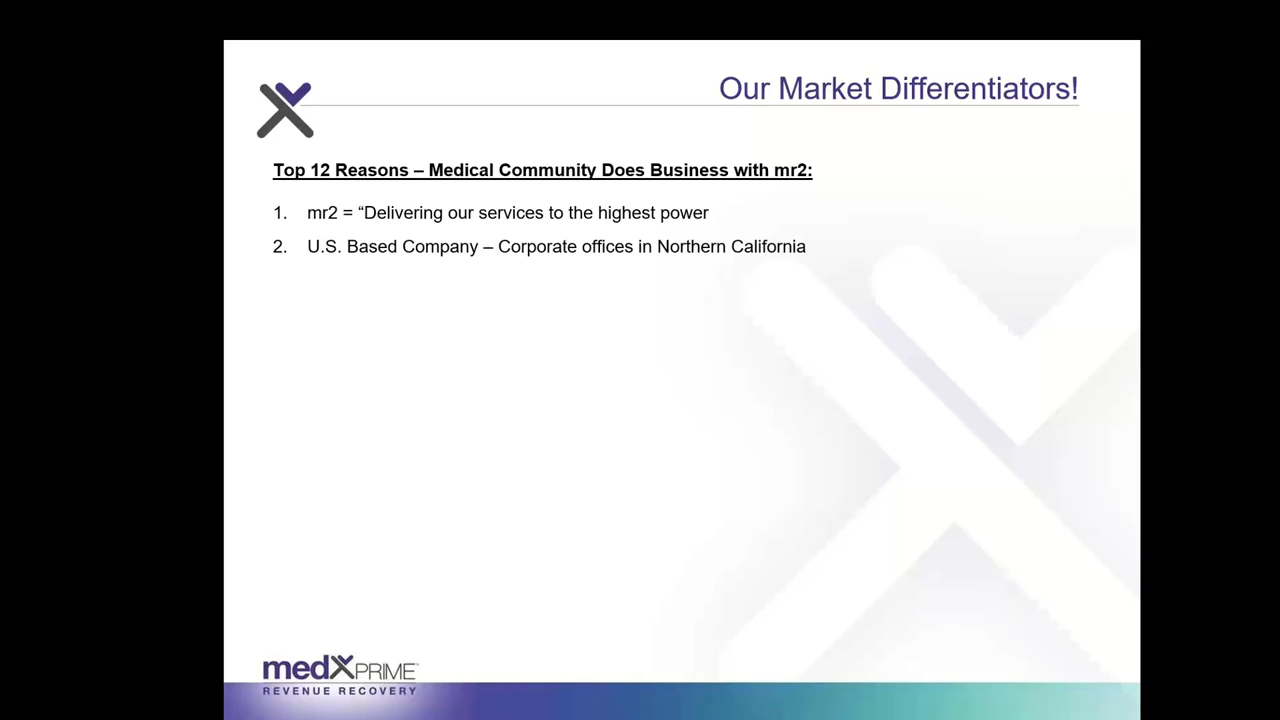 Our Market Differentiators!
Top 12 Reasons – Medical Community Does Business with mr2:
1. mr2 = “Delivering our services to the highest power
2. U.S. Based Company – Corporate offices in Northern California
medXPRIME
REVENUE RECOVERY